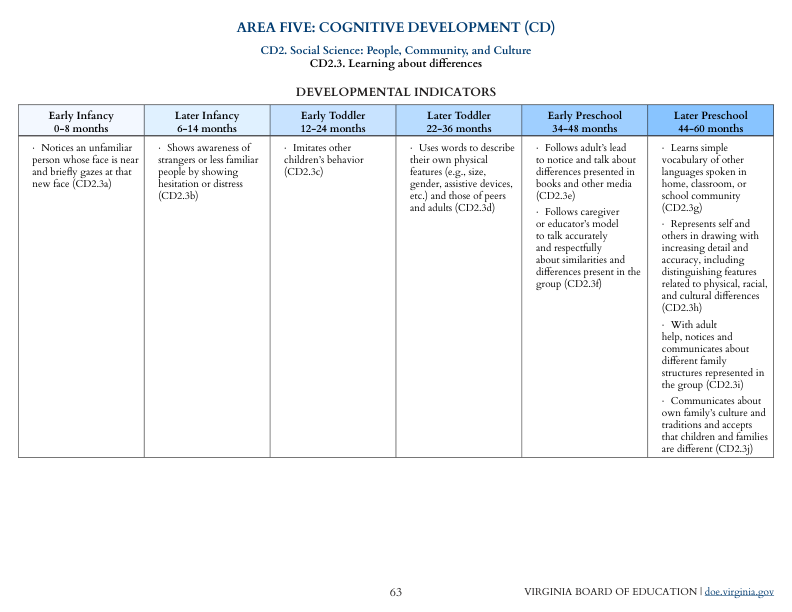 AREA FIVE: COGNITIVE DEVELOPMENT (CD)
CD2. Social Science: People, Community, and Culture
CD2.3. Learning about differences
DEVELOPMENTAL INDICATORS
Early Infancy
0–8 months
Later Infancy
6–14 months
Early Toddler
12–24 months
Later Toddler
22–36 months
Early Preschool
34–48 months
Later Preschool
44–60 months
· Notices an unfamiliar
person whose face is near
and briefly gazes at that
new face (CD2.3a)
· Shows awareness of
strangers or less familiar
people by showing
hesitation or distress
(CD2.3b)
· Imitates other
children’s behavior
(CD2.3c)
· Uses words to describe
their own physical
features (e.g., size,
gender, assistive devices,
etc.) and those of peers
and adults (CD2.3d)
· Follows adult’s lead
to notice and talk about
differences presented in
books and other media
(CD2.3e)
· Follows caregiver
or educator’s model
to talk accurately
and respectfully
about similarities and
differences present in the
group (CD2.3f)
· Learns simple
vocabulary of other
languages spoken in
home, classroom, or
school community
(CD2.3g)
· Represents self and
others in drawing with
increasing detail and
accuracy, including
distinguishing features
related to physical, racial,
and cultural differences
(CD2.3h)
· With adult
help, notices and
communicates about
different family
structures represented in
the group (CD2.3i)
· Communicates about
own family’s culture and
traditions and accepts
that children and families
are different (CD2.3j)
63
VIRGINIA BOARD OF EDUCATION | doe.virginia.gov